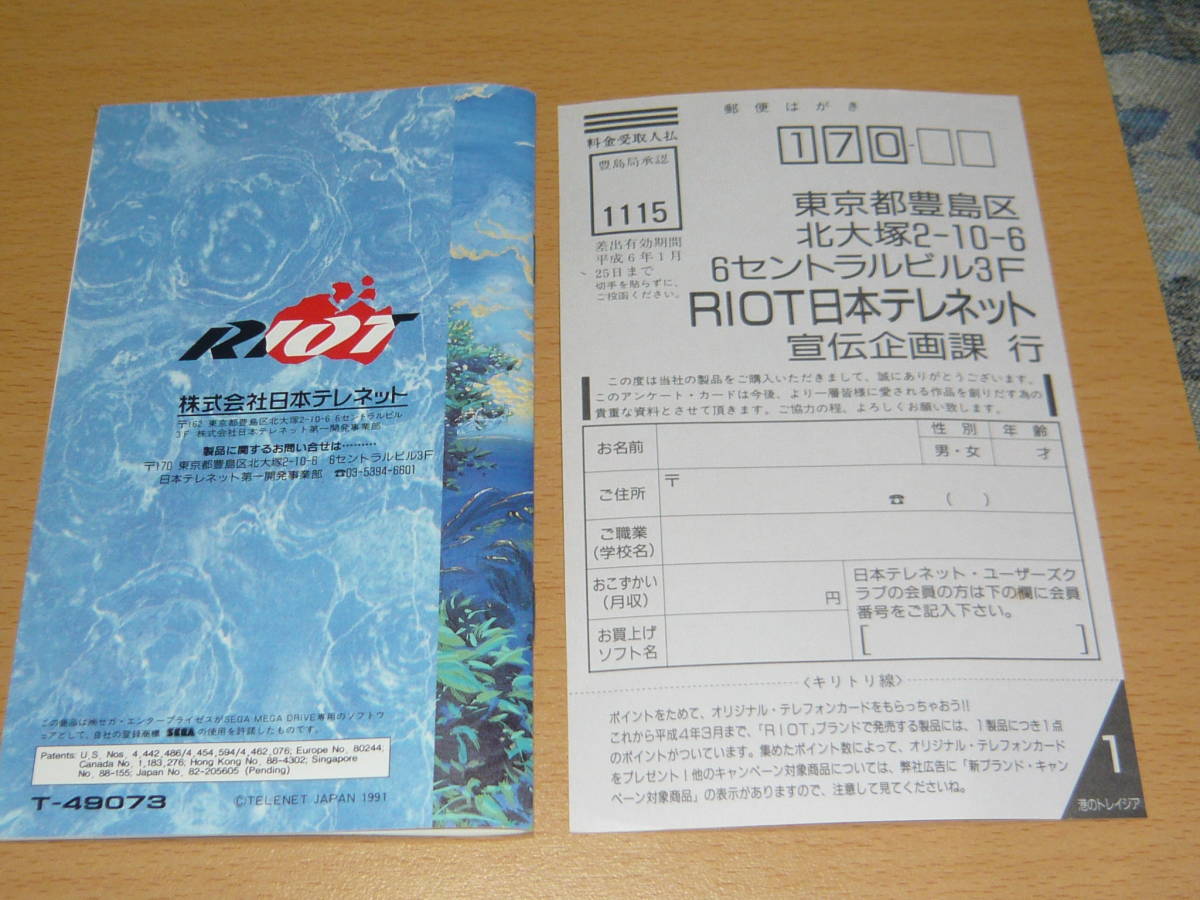 RIOT
株式会社日本テレネット
〒162 東京都豊島区北大塚2-10-6 6セントラルビル
3F 株式会社日本テレネット第一開発事業部
製品に関するお問い合せは………
〒170 東京都豊島区北大塚2-10-6 6セントラルビル3F
日本テレネット第一開発事業部 ☎03-5394-6601
この商品は㈱セガ・エンタープライゼスがSEGA MEGA DRIVE専用のソフトウ
ェアとして、自社の登録商標 SEGA の使用を許諾したものです。
Patents: U.S. Nos. 4,442,486/4,454,594/4,462,076; Europe No. 80244;
Canada No. 1,183,276; Hong Kong No. 88-4302; Singapore
No. 88-155; Japan No. 82-205605 (Pending)
T-49073
©TELENET JAPAN 1991
郵便はがき
料金受取人払
豊島局承認
1115
差出有効期間
平成6年1月
25日まで
切手を貼らずに、
ご投函ください。
170-
東京都豊島区
北大塚2-10-6
6セントラルビル3F
RIOT日本テレネット
宣伝企画課 行
この度は当社の製品をご購入いただきまして、誠にありがとうございます。
このアンケート・カードは今後、より一層皆様に愛される作品を創りだす為の
貴重な資料とさせて頂きます。ご協力の程、よろしくお願い致します。
お名前
性別
年齢
男・女
才
ご住所
〒
☎ ( )
ご職業
(学校名)
おこずかい
(月収)
円
日本テレネット・ユーザーズク
ラブの会員の方は下の欄に会員
番号をご記入下さい。
[ ]
お買上げ
ソフト名
〈キリトリ線〉
ポイントをためて、オリジナル・テレフォンカードをもらっちゃおう!!
これから平成4年3月まで、「RIOT」ブランドで発売する製品には、1製品につき1点
のポイントがついています。集めたポイント数によって、オリジナル・テレフォンカード
をプレゼント！他のキャンペーン対象商品については、弊社広告に「新ブランド・キャン
ペーン対象商品」の表示がありますので、注意して見てくださいね。
1
港のトレイジア